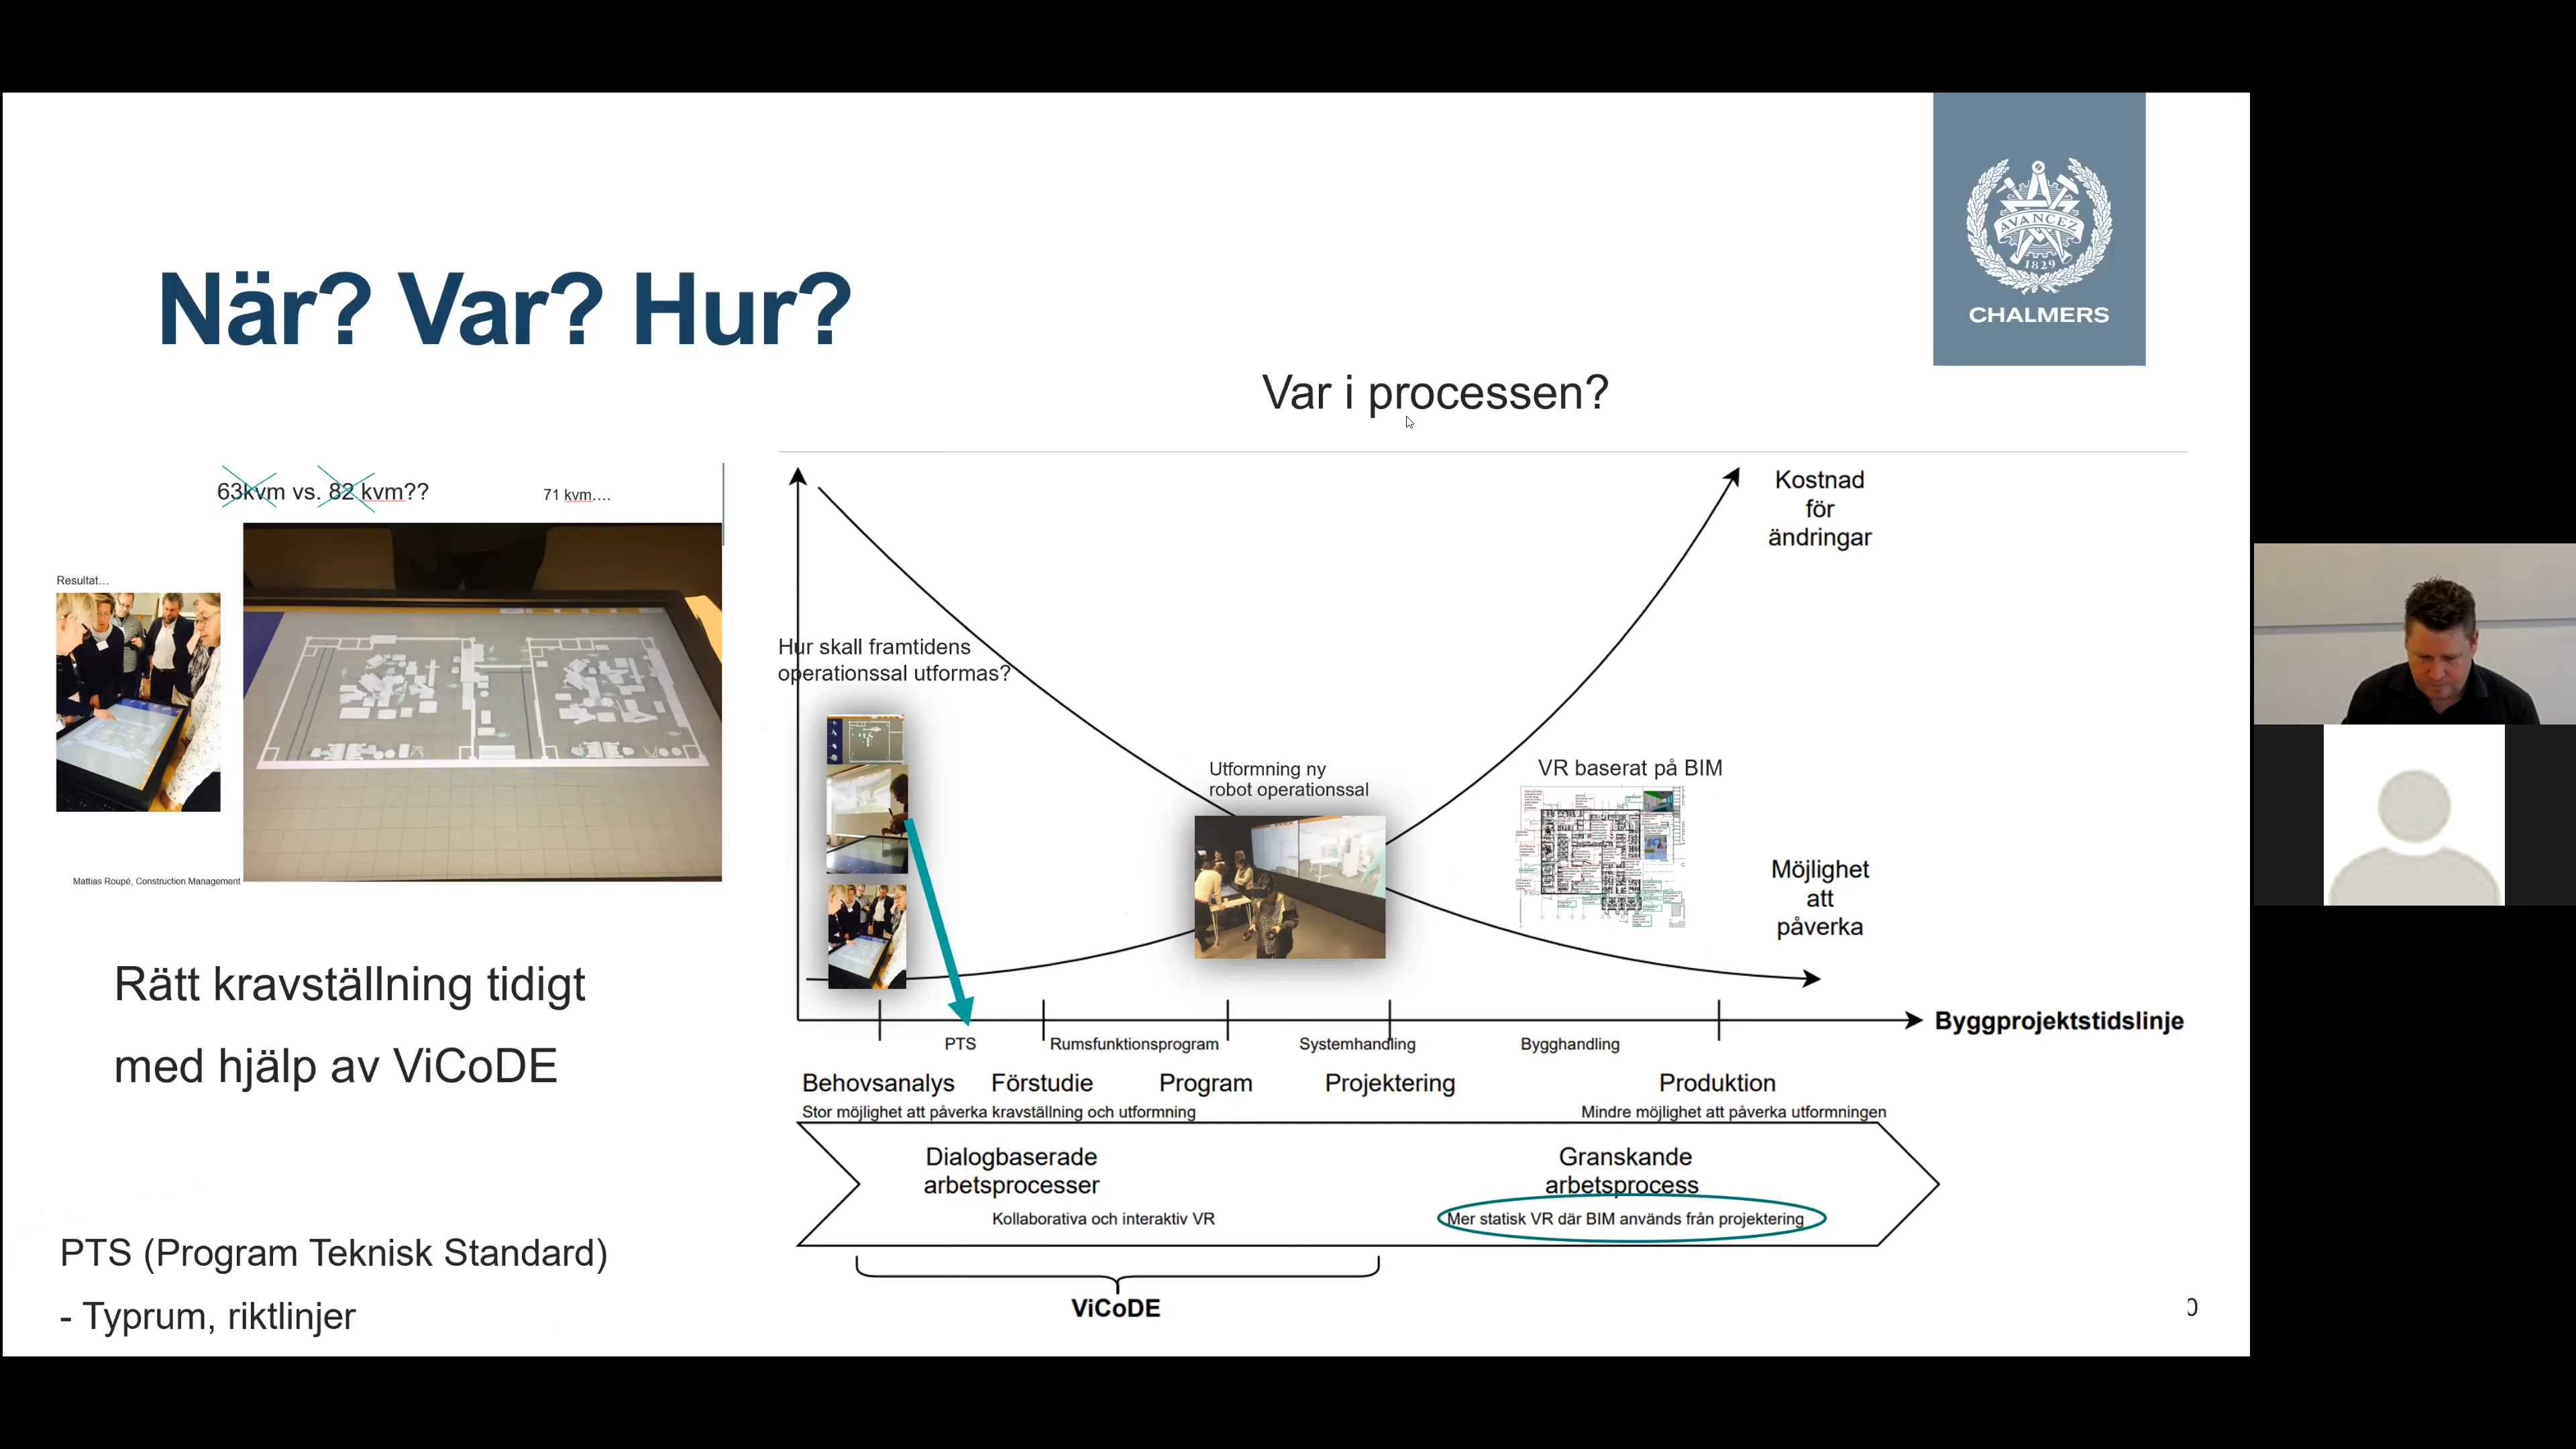 AVANCEZ
1829
CHALMERS
När? Var? Hur?
Var i processen?
63kvm vs. 82 kvm??
71 kvm....
Resultat...
Mattias Roupé, Construction Management
Rätt kravställning tidigt
med hjälp av ViCoDE
PTS (Program Teknisk Standard)
- Typrum, riktlinjer
Kostnad
för
ändringar
Hur skall framtidens
operationssal utformas?
Utformning ny
robot operationssal
VR baserat på BIM
Möjlighet
att
påverka
Byggprojektstidslinje
PTS
Rumsfunktionsprogram
Systemhandling
Bygghandling
Behovsanalys
Förstudie
Program
Projektering
Produktion
Stor möjlighet att påverka kravställning och utformning
Mindre möjlighet att påverka utformningen
Dialogbaserade
arbetsprocesser
Kollaborativa och interaktiv VR
Granskande
arbetsprocess
Mer statisk VR där BIM används från projektering
ViCoDE
0